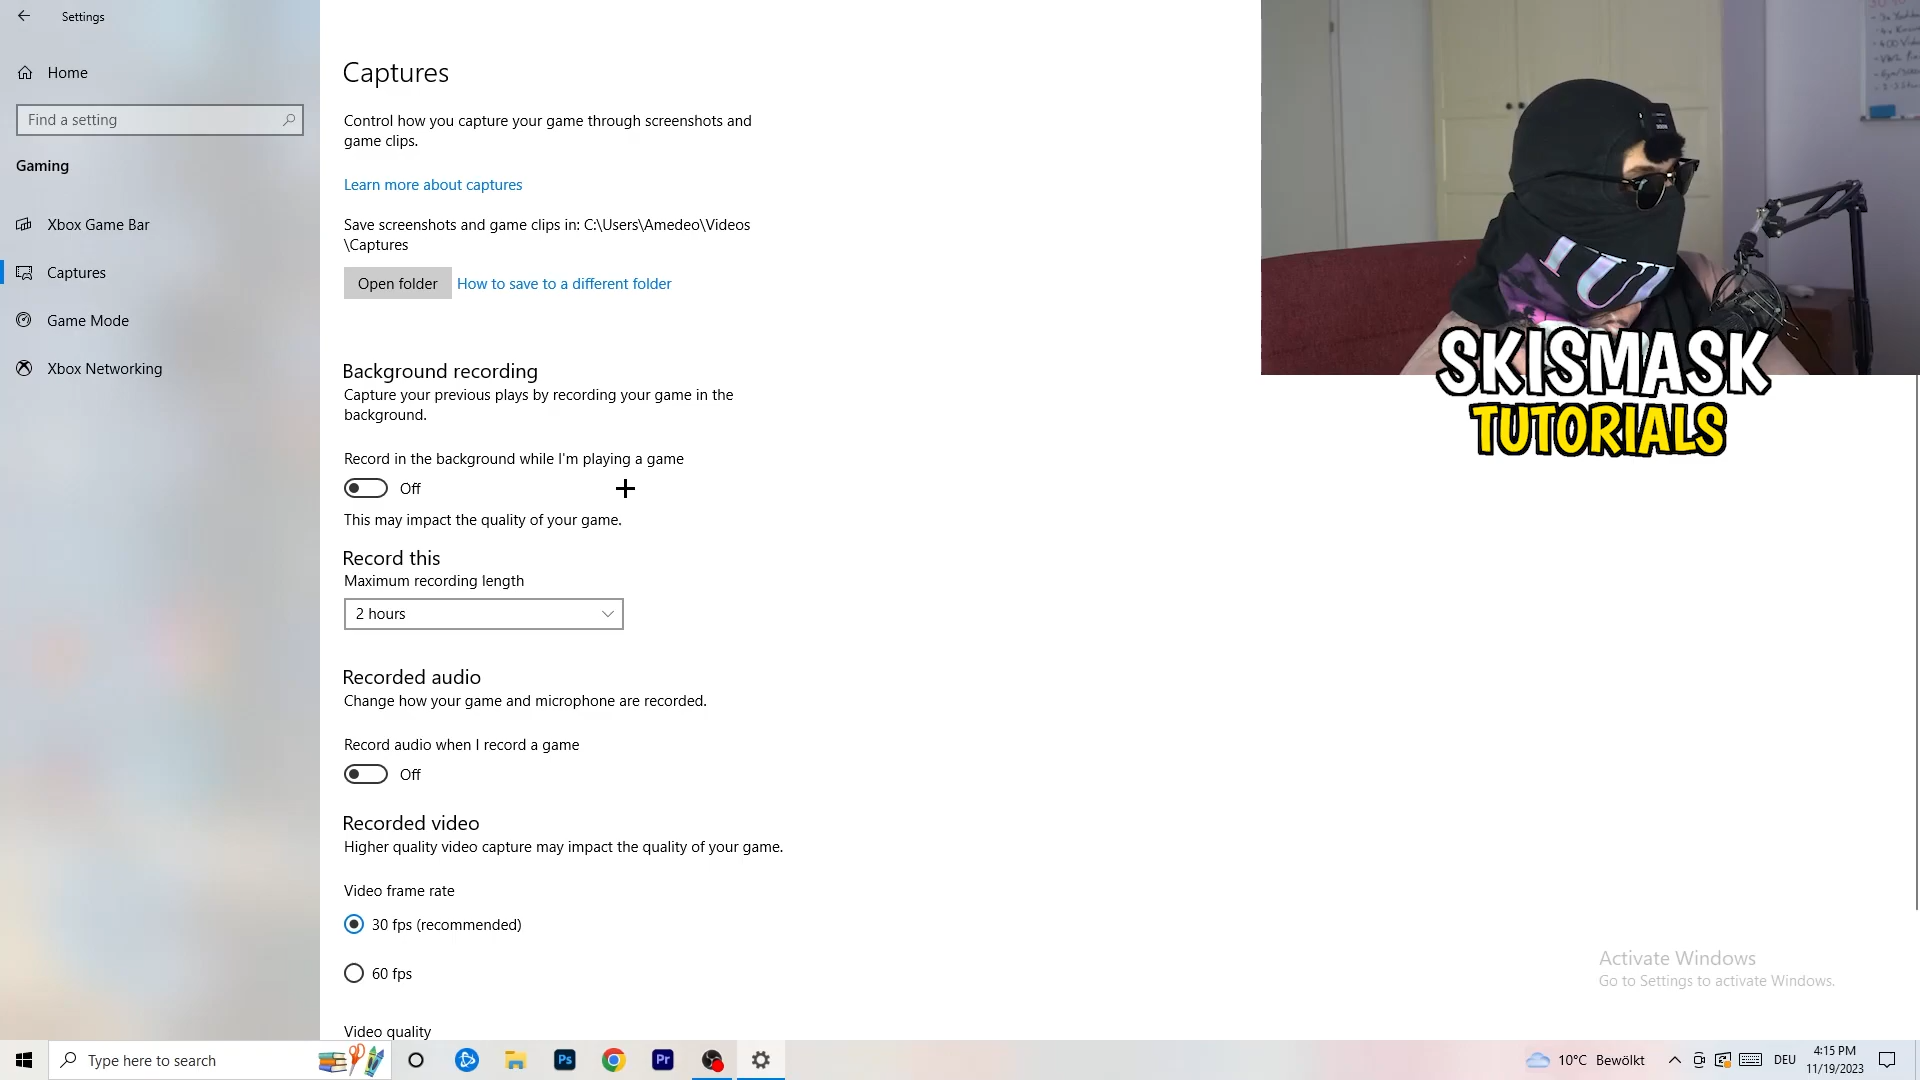 Settings
Home
Find a setting
Gaming
Xbox Game Bar
Captures
Game Mode
Xbox Networking
Captures
Control how you capture your game through screenshots and
game clips.
Learn more about captures
Save screenshots and game clips in: C:\Users\Amedeo\Videos
\Captures
Open folder
How to save to a different folder
Background recording
Capture your previous plays by recording your game in the
background.
Record in the background while I'm playing a game
Off
This may impact the quality of your game.
Record this
Maximum recording length
2 hours
Recorded audio
Change how your game and microphone are recorded.
Record audio when I record a game
Off
Recorded video
Higher quality video capture may impact the quality of your game.
Video frame rate
30 fps (recommended)
60 fps
Video quality
SKISMASK
TUTORIALS
Activate Windows
Go to Settings to activate Windows.
Type here to search
Ps
Pr
10°C Bewölkt
DEU
4:15 PM
11/19/2023